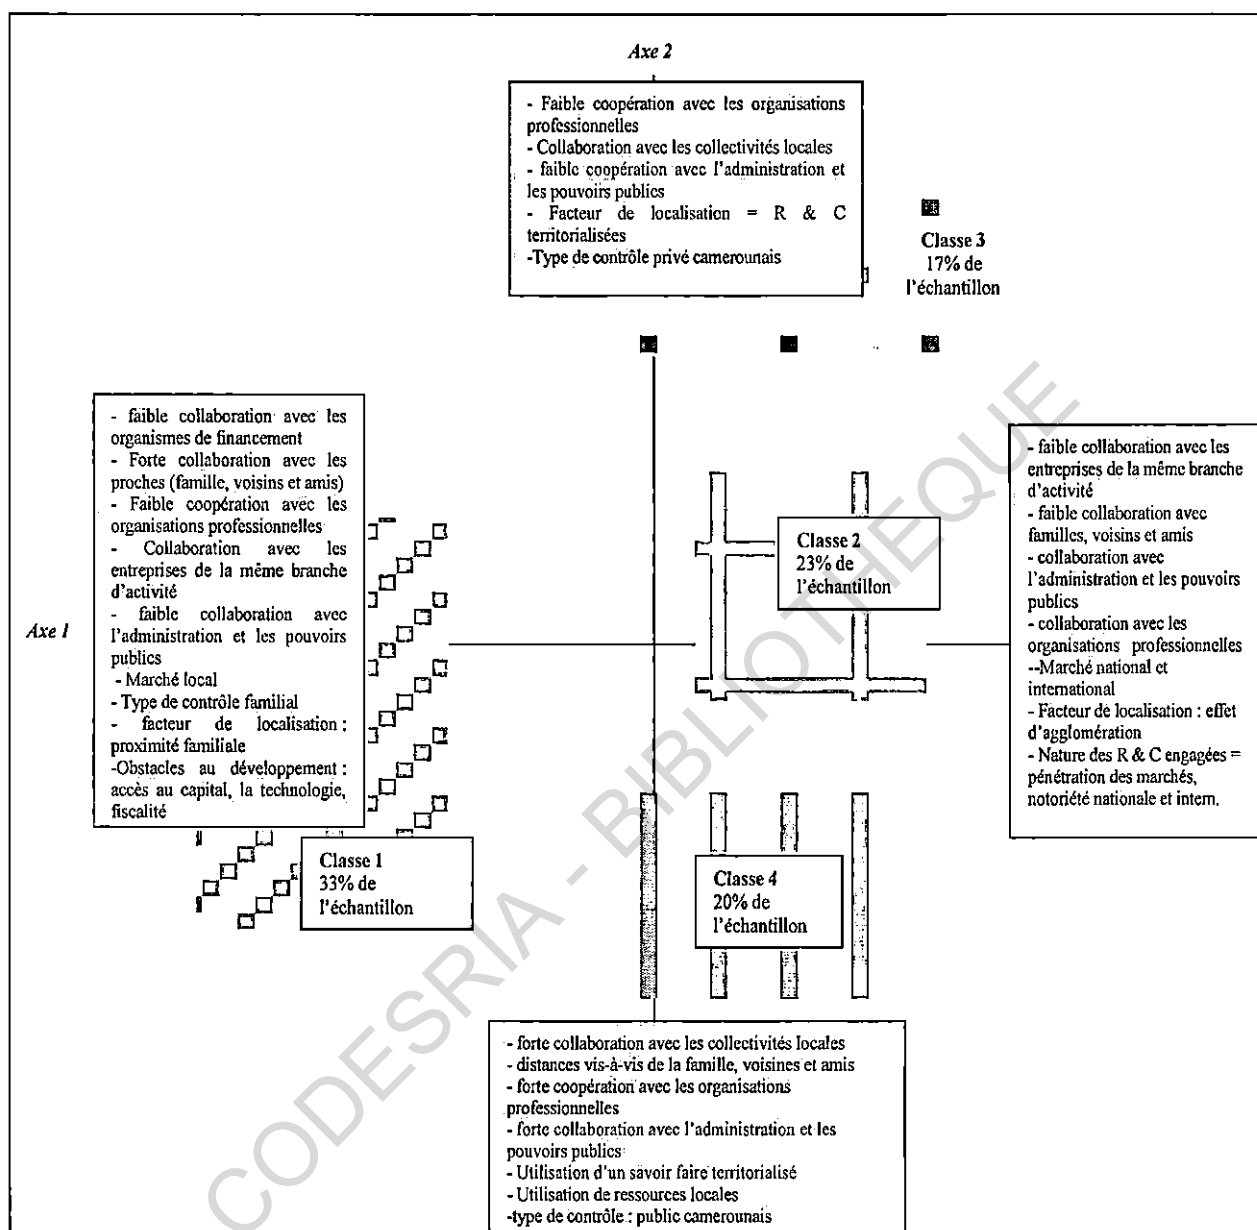 Axe 2
- Faible coopération avec les organisations
professionnelles
- Collaboration avec les collectivités locales
- faible coopération avec l'administration et
les pouvoirs publics
- Facteur de localisation = R & C
territorialisées
-Type de contrôle privé camerounais
Classe 3
17% de
l'échantillon
Axe 1
- faible collaboration avec les
organismes de financement
- Forte collaboration avec les
proches (famille, voisins et amis)
- Faible coopération avec les
organisations professionnelles
- Collaboration avec les
entreprises de la même branche
d'activité
- faible collaboration avec
l'administration et les pouvoirs
publics
- Marché local
- Type de contrôle familial
- facteur de localisation :
proximité familiale
-Obstacles au développement :
accès au capital, la technologie,
fiscalité
Classe 2
23% de
l'échantillon
- faible collaboration avec les
entreprises de la même branche
d'activité
- faible collaboration avec
familles, voisins et amis
- collaboration avec
l'administration et les pouvoirs
publics
- collaboration avec les
organisations professionnelles
--Marché national et
international
- Facteur de localisation : effet
d'agglomération
- Nature des R & C engagées =
pénétration des marchés,
notoriété nationale et intern.
Classe 1
33% de
l'échantillon
Classe 4
20% de
l'échantillon
- forte collaboration avec les collectivités locales
- distances vis-à-vis de la famille, voisines et amis
- forte coopération avec les organisations
professionnelles
- forte collaboration avec l'administration et les
pouvoirs publics
- Utilisation d'un savoir faire territorialisé
- Utilisation de ressources locales
-type de contrôle : public camerounais
CODESRIA - BIBLIOTHEQUE